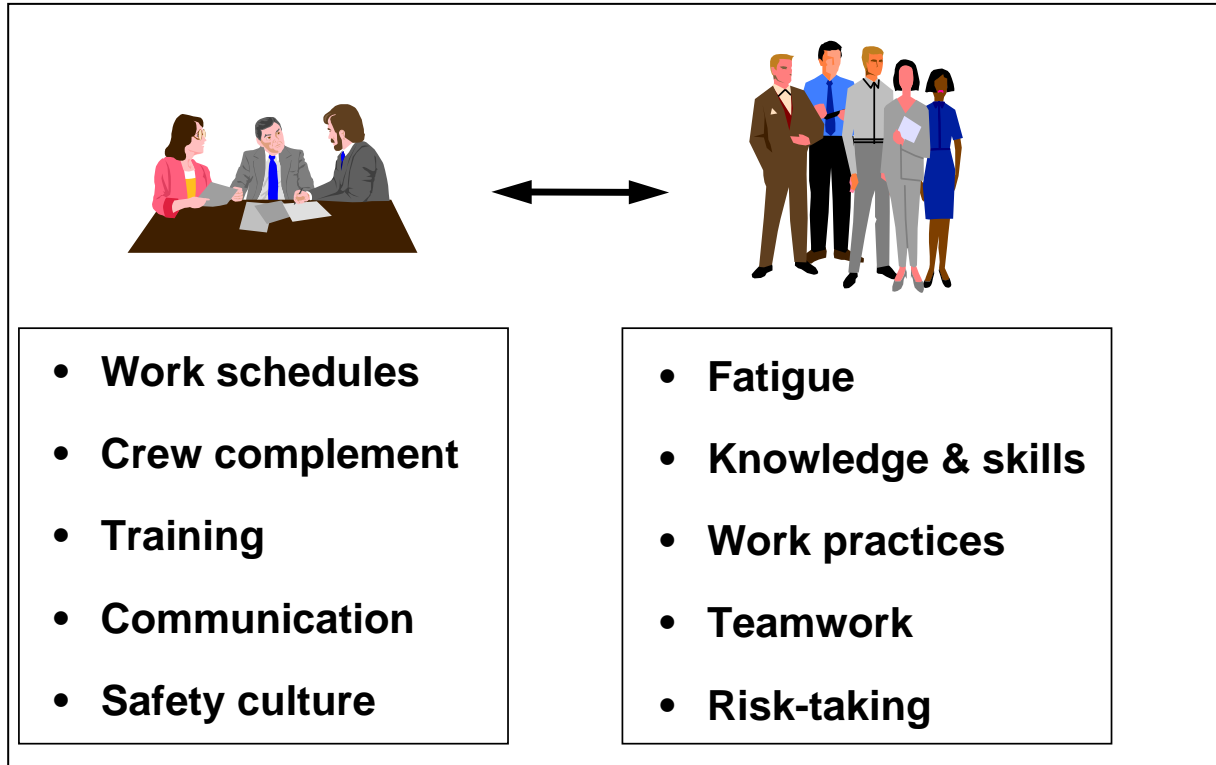 • Work schedules
• Crew complement
• Training
• Communication
• Safety culture
• Fatigue
• Knowledge & skills
• Work practices
• Teamwork
• Risk-taking